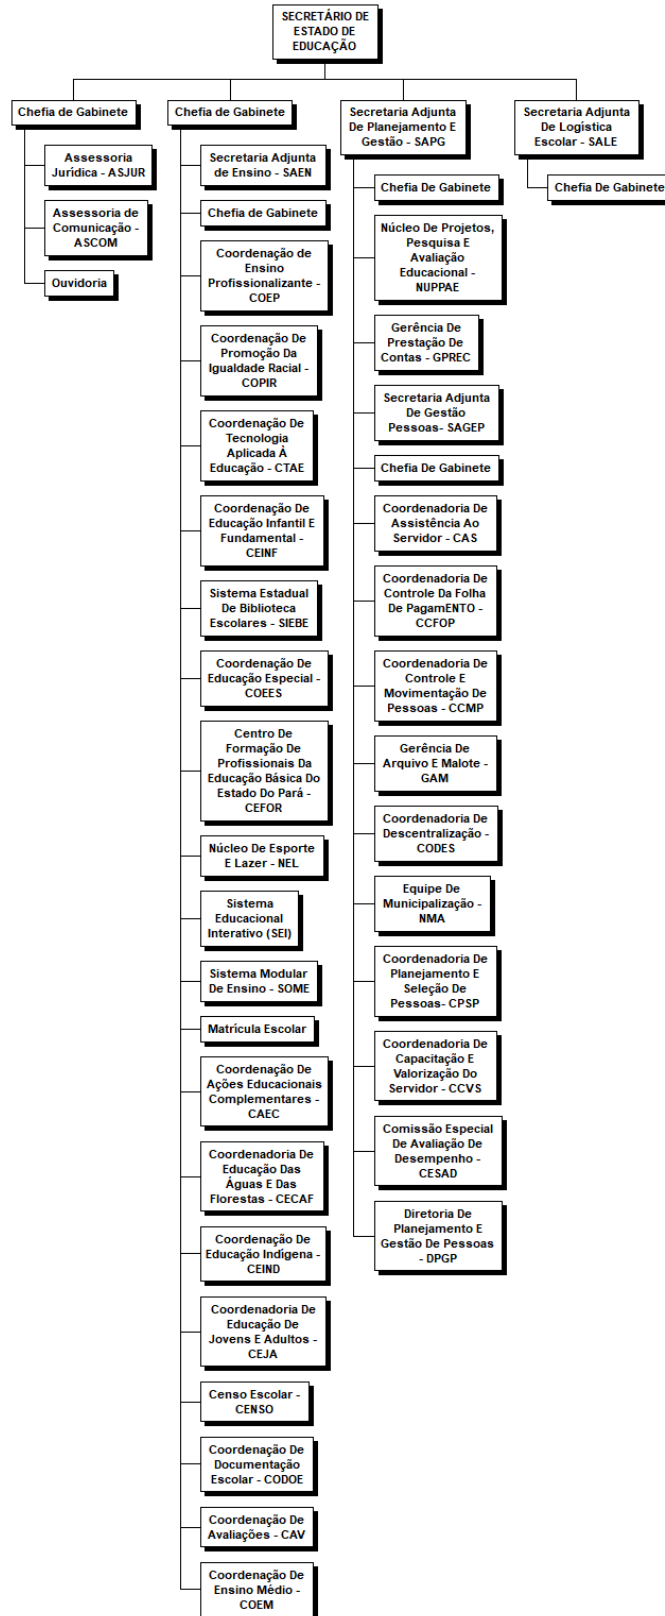 SECRETÁRIO DE
ESTADO DE
EDUCAÇÃO
Chefia de Gabinete
Assessoria
Jurídica - ASJUR
Assessoria de
Comunicação -
ASCOM
Ouvidoria
Chefia de Gabinete
Secretaria Adjunta
de Ensino - SAEN
Chefia de Gabinete
Coordenação de
Ensino
Profissionalizante -
COEP
Coordenação De
Promoção Da
Igualdade Racial -
COPIR
Coordenação De
Tecnologia
Aplicada À
Educação - CTAE
Coordenação De
Educação Infantil E
Fundamental -
CEINF
Sistema Estadual
De Biblioteca
Escolares - SIEBE
Coordenação De
Educação Especial -
COEES
Centro De
Formação De
Profissionais Da
Educação Básica Do
Estado Do Pará -
CEFOR
Núcleo De Esporte
E Lazer - NEL
Sistema
Educacional
Interativo (SEI)
Sistema Modular
De Ensino - SOME
Matrícula Escolar
Coordenação De
Ações Educacionais
Complementares -
CAEC
Coordenadoria De
Educação Das
Águas E Das
Florestas - CECAF
Coordenação De
Educação Indígena -
CEIND
Coordenadoria De
Educação De
Jovens E Adultos -
CEJA
Censo Escolar -
CENSO
Coordenação De
Documentação
Escolar - CODOE
Coordenação De
Avaliações - CAV
Coordenação De
Ensino Médio -
COEM
Secretaria Adjunta
De Planejamento E
Gestão - SAPG
Chefia De Gabinete
Núcleo De Projetos,
Pesquisa E
Avaliação
Educacional -
NUPPAE
Gerência De
Prestação De
Contas - GPREC
Secretaria Adjunta
De Gestão
Pessoas- SAGEP
Chefia De Gabinete
Coordenadoria De
Assistência Ao
Servidor - CAS
Coordenadoria De
Controle Da Folha
De PagamENTO -
CCFOP
Coordenadoria De
Controle E
Movimentação De
Pessoas - CCMP
Gerência De
Arquivo E Malote -
GAM
Coordenadoria De
Descentralização -
CODES
Equipe De
Municipalização -
NMA
Coordenadoria De
Planejamento E
Seleção De
Pessoas- CPSP
Coordenadoria De
Capacitação E
Valorização Do
Servidor - CCVS
Comissão Especial
De Avaliação De
Desempenho -
CESAD
Diretoria De
Planejamento E
Gestão De Pessoas
- DPGP
Secretaria Adjunta
De Logística
Escolar - SALE
Chefia De Gabinete